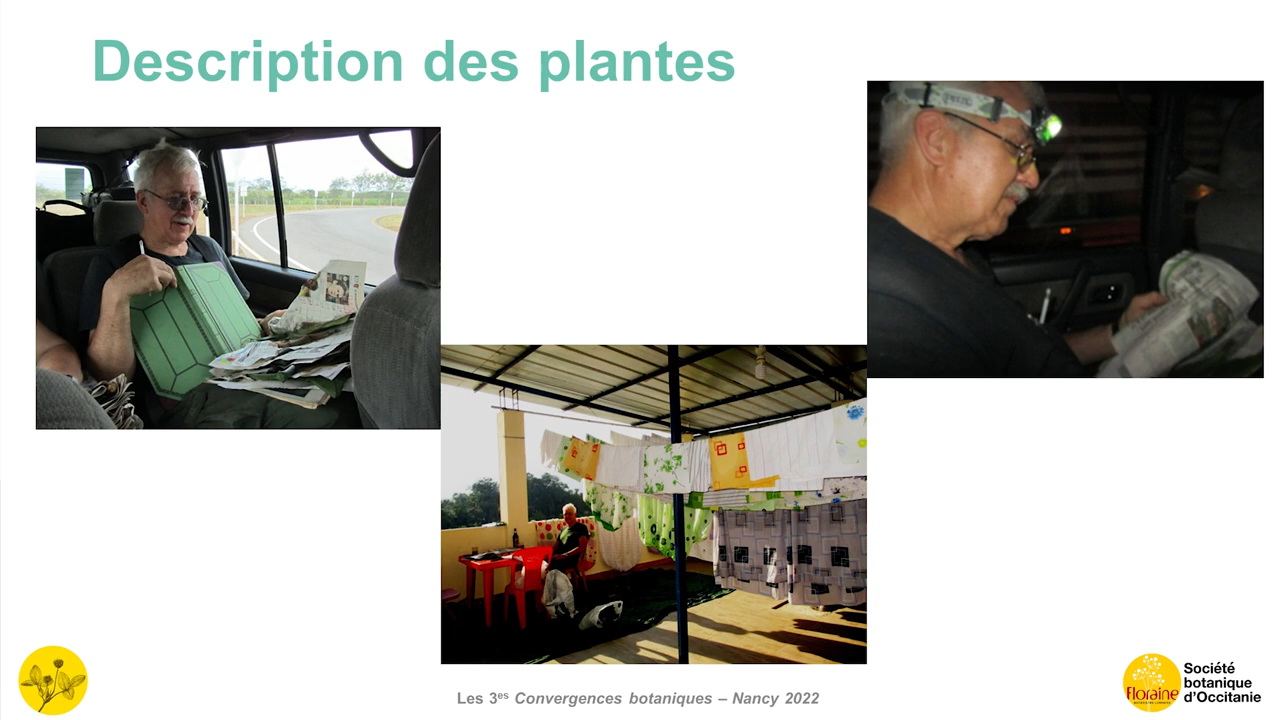 Description des plantes
Les 3es Convergences botaniques – Nancy 2022
Floraine
Société
botanique
d'Occitanie